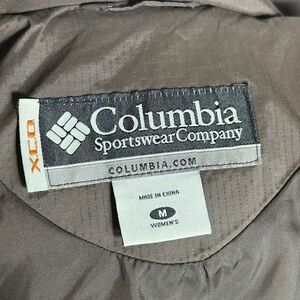 Columbia
Sportswear Company
COLUMBIA.COM
XCO
MADE IN CHINA
M
WOMEN'S